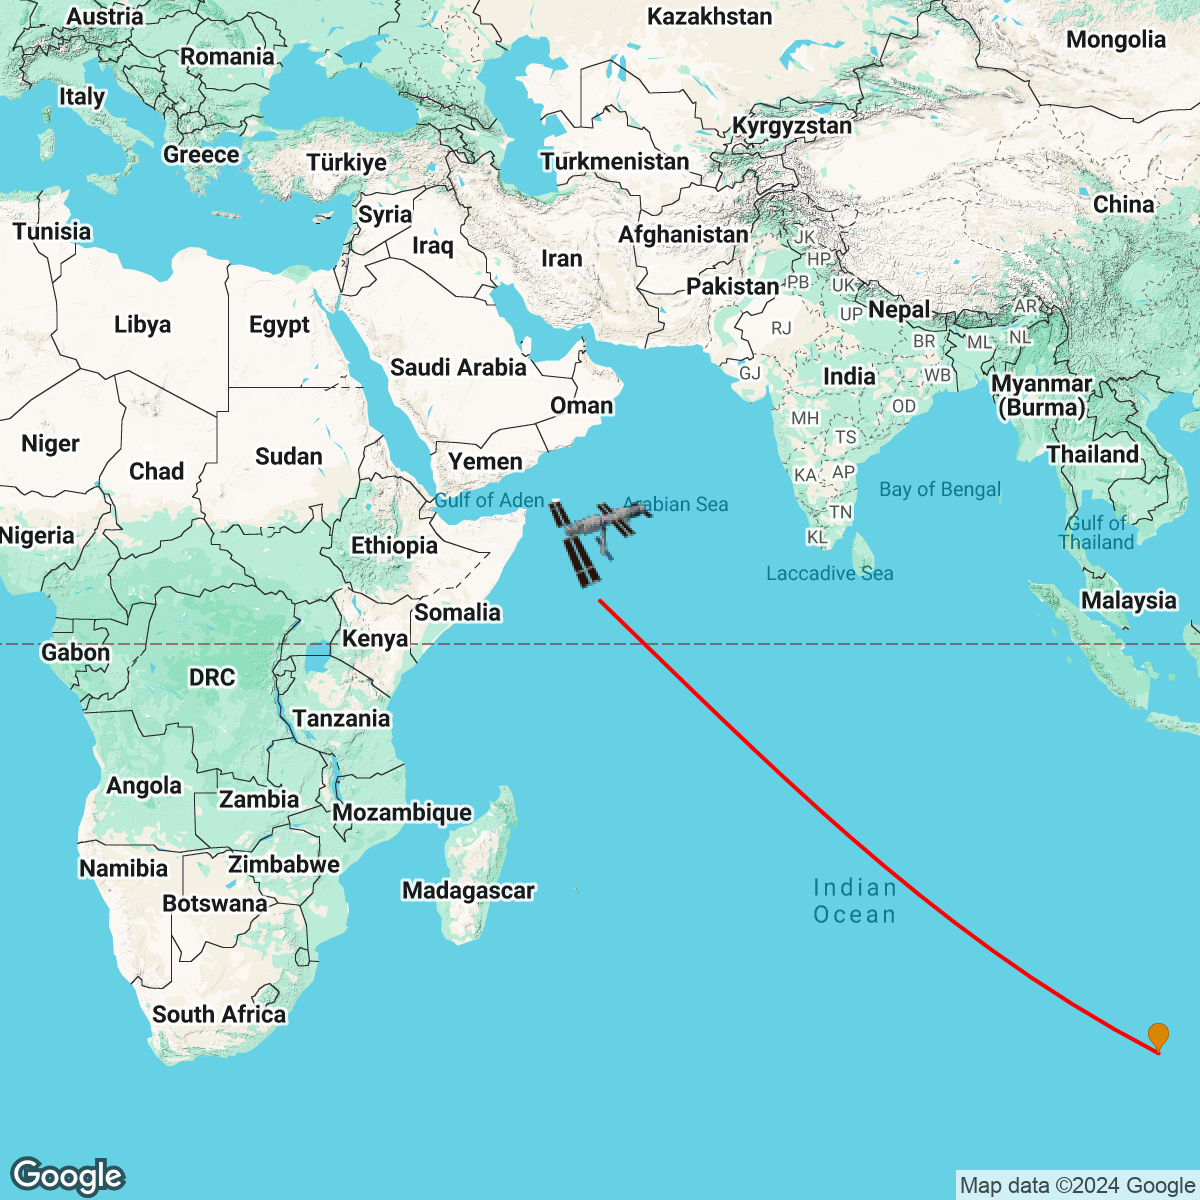 Austria
Kazakhstan
Mongolia
Romania
Italy
Kyrgyzstan
Greece
Türkiye
Turkmenistan
Syria
China
Tunisia
Iraq
Afghanistan
JK
HP
Iran
Pakistan
PB
UK
Nepal
AR
Libya
Egypt
RJ
UP
BR
ML
NL
Saudi Arabia
GJ
India
WB
Myanmar
(Burma)
Oman
OD
MH
Niger
TS
Chad
Sudan
Yemen
Thailand
KA
AP
Gulf of Aden
Arabian Sea
Bay of Bengal
TN
Nigeria
Ethiopia
KL
Gulf of
Thailand
Laccadive Sea
Somalia
Malaysia
Gabon
Kenya
DRC
Tanzania
Angola
Zambia
Mozambique
Namibia
Zimbabwe
Madagascar
Botswana
Indian
Ocean
South Africa
Google
Map data ©2024 Google